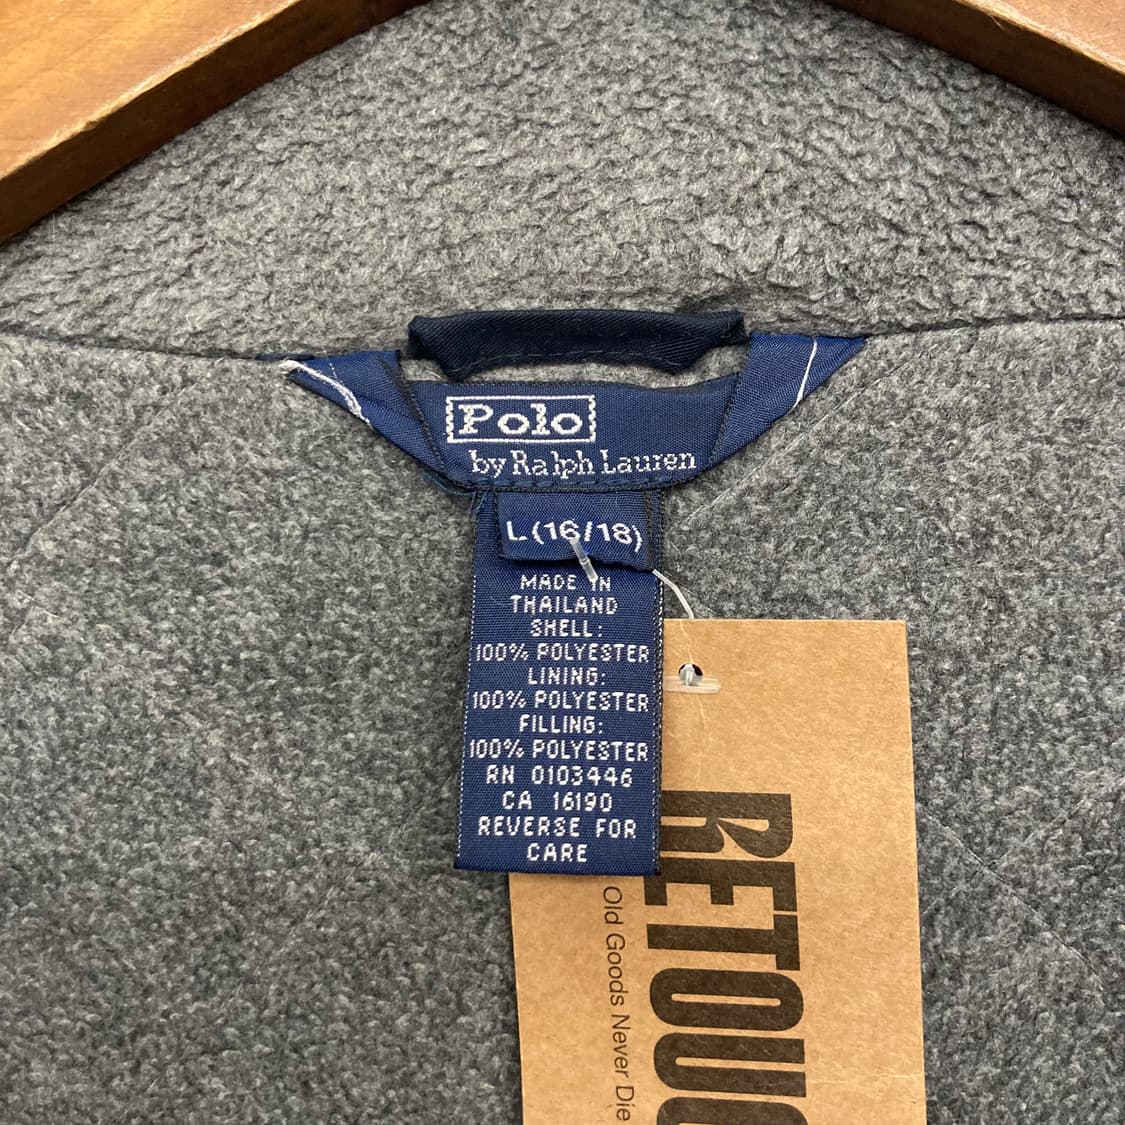 Polo
by Ralph Lauren
L (16/18)
MADE IN
THAILAND
SHELL:
100% POLYESTER
LINING:
100% POLYESTER
FILLING:
100% POLYESTER
RN 0103446
CA 16190
REVERSE FOR
CARE
Old Goods Never Die